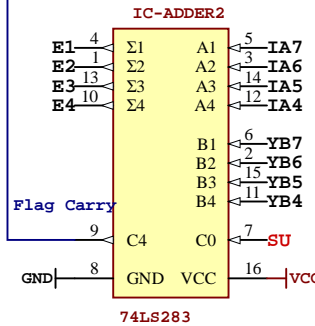 IC-ADDER2
E1 4 Σ1 A1 5 IA7
E2 1 Σ2 A2 3 IA6
E3 13 Σ3 A3 14 IA5
E4 10 Σ4 A4 12 IA4
B1 6 YB7
B2 2 YB6
B3 15 YB5
B4 11 YB4
Flag Carry
9 C4 C0 7 SU
GND 8 GND VCC 16 VCC
74LS283